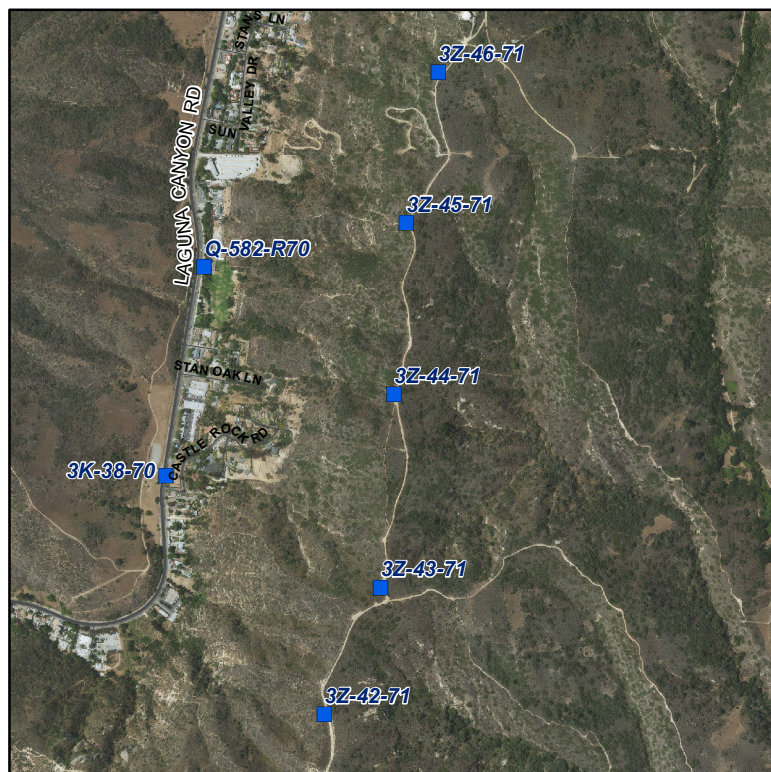 STAN S
LN
3Z-46-71
SUN VALLEY DR
LAGUNA CANYON RD
3Z-45-71
Q-582-R70
STAN OAK LN
3Z-44-71
CASTLE ROCK RD
3K-38-70
3Z-43-71
3Z-42-71